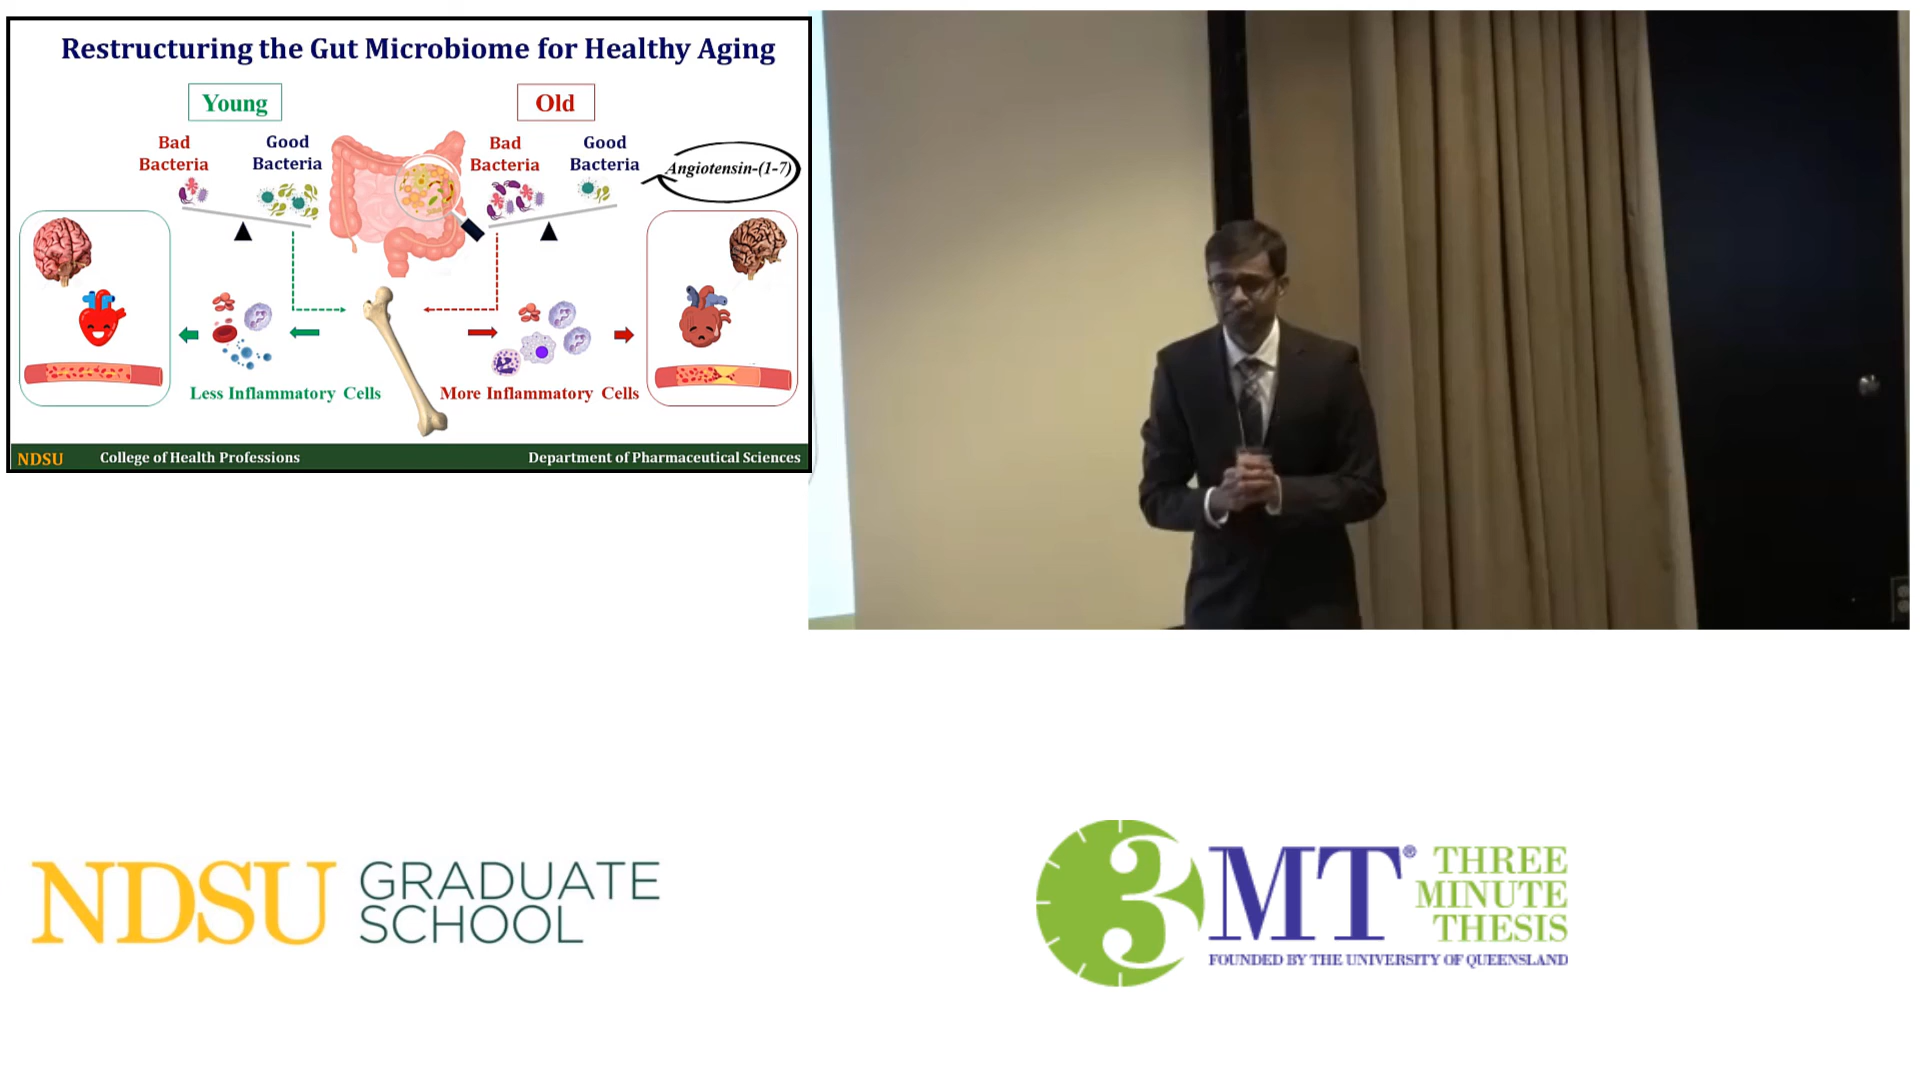 Restructuring the Gut Microbiome for Healthy Aging
Young
Old
Bad
Bacteria
Good
Bacteria
Bad
Bacteria
Good
Bacteria
Angiotensin-(1-7)
Less Inflammatory Cells
More Inflammatory Cells
NDSU College of Health Professions Department of Pharmaceutical Sciences
NDSU GRADUATE
SCHOOL
3MT® THREE
MINUTE
THESIS
FOUNDED BY THE UNIVERSITY OF QUEENSLAND